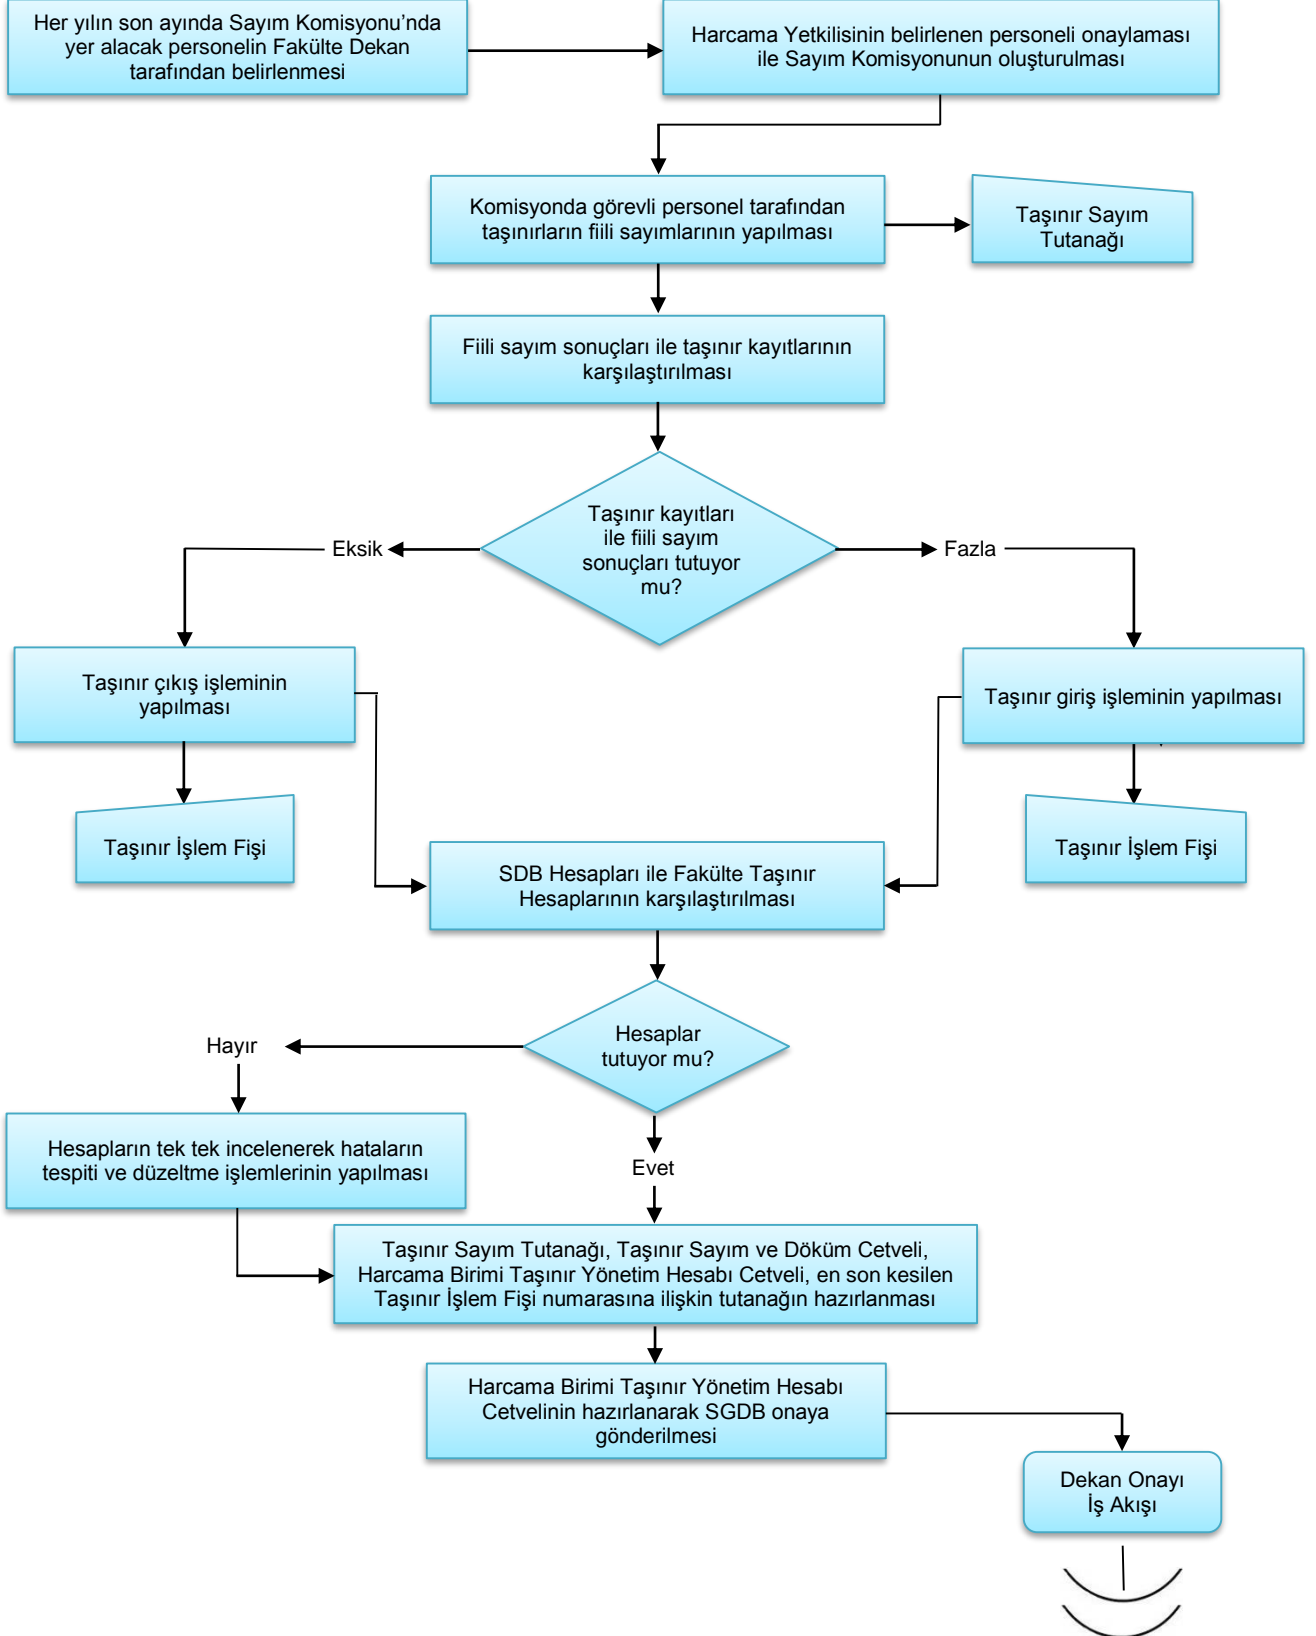 Her yılın son ayında Sayım Komisyonu’nda
yer alacak personelin Fakülte Dekan
tarafından belirlenmesi
Harcama Yetkilisinin belirlenen personeli onaylaması
ile Sayım Komisyonunun oluşturulması
Komisyonda görevli personel tarafından
taşınırların fiili sayımlarının yapılması
Taşınır Sayım
Tutanağı
Fiili sayım sonuçları ile taşınır kayıtlarının
karşılaştırılması
Taşınır kayıtları
ile fiili sayım
sonuçları tutuyor
mu?
Eksik
Fazla
Taşınır çıkış işleminin
yapılması
Taşınır giriş işleminin yapılması
Taşınır İşlem Fişi
Taşınır İşlem Fişi
SDB Hesapları ile Fakülte Taşınır
Hesaplarının karşılaştırılması
Hesaplar
tutuyor mu?
Hayır
Hesapların tek tek incelenerek hataların
tespiti ve düzeltme işlemlerinin yapılması
Evet
Taşınır Sayım Tutanağı, Taşınır Sayım ve Döküm Cetveli,
Harcama Birimi Taşınır Yönetim Hesabı Cetveli, en son kesilen
Taşınır İşlem Fişi numarasına ilişkin tutanağın hazırlanması
Harcama Birimi Taşınır Yönetim Hesabı
Cetvelinin hazırlanarak SGDB onaya
gönderilmesi
Dekan Onayı
İş Akışı